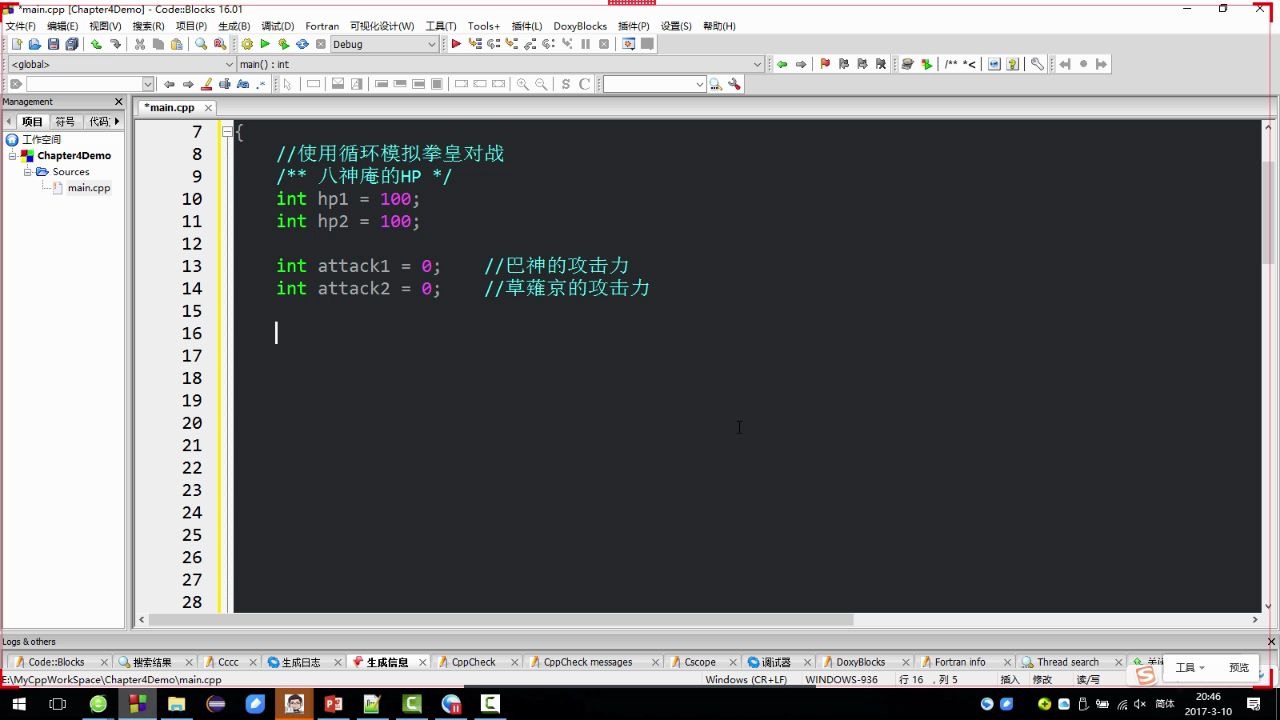 *main.cpp [Chapter4Demo] - Code::Blocks 16.01
文件(F) 编辑(E) 视图(V) 搜索(R) 项目(P) 生成(B) 调试(D) Fortran 可视化设计(W) 工具(T) Tools+ 插件(L) DoxyBlocks 插件(P) 设置(S) 帮助(H)
Debug
<global> main() : int
/** *<
S C
Management
*main.cpp
项目 符号 代码
工作空间
Chapter4Demo
Sources
main.cpp
7 {
8 //使用循环模拟拳皇对战
9 /** 八神庵的HP */
10 int hp1 = 100;
11 int hp2 = 100;
12
13 int attack1 = 0; //巴神的攻击力
14 int attack2 = 0; //草薙京的攻击力
15
16
17
18
19
20
21
22
23
24
25
26
27
28
Logs & others
Code::Blocks 搜索结果 Cccc 生成日志 生成信息 CppCheck CppCheck messages Cscope 调试器 DoxyBlocks Fortran info Thread search
工具 预览
E:\MyCppWorkSpace\Chapter4Demo\main.cpp Windows (CR+LF) WINDOWS-936 行 16 , 列 5 插入 修改 读/写
简体
20:46
2017-3-10